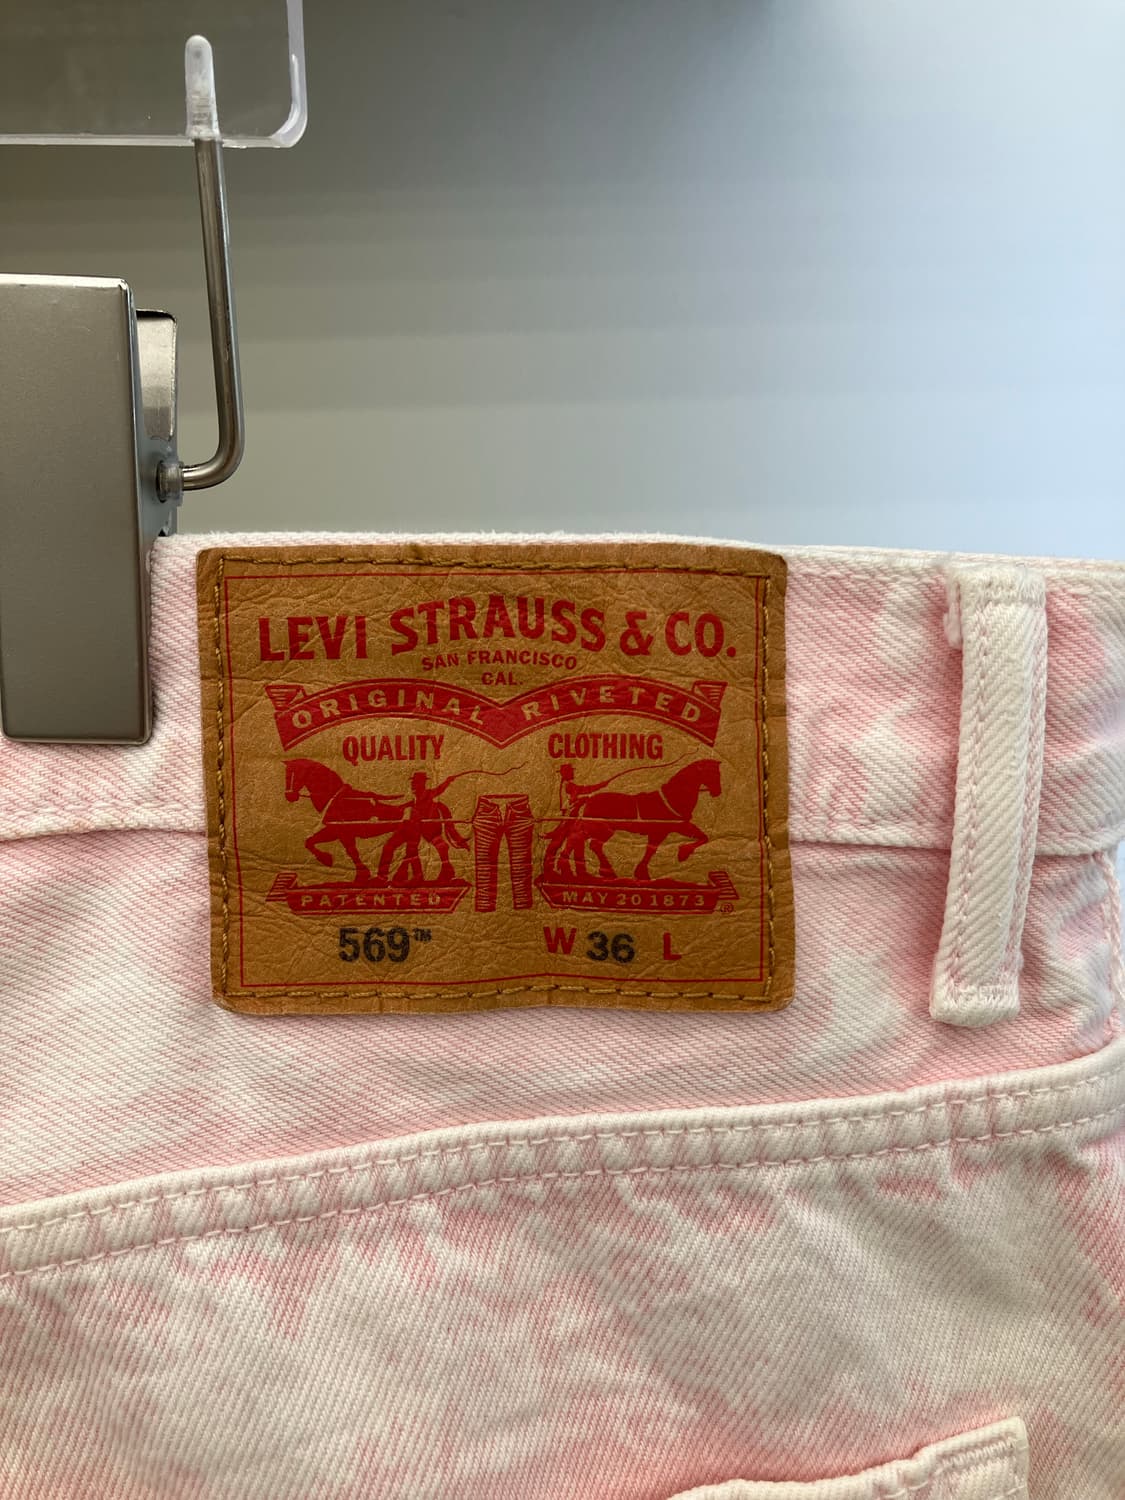 LEVI STRAUSS & CO.
SAN FRANCISCO
CAL.
ORIGINAL RIVETED
QUALITY CLOTHING
PATENTED MAY 20 1873 ®
569™ W 36 L